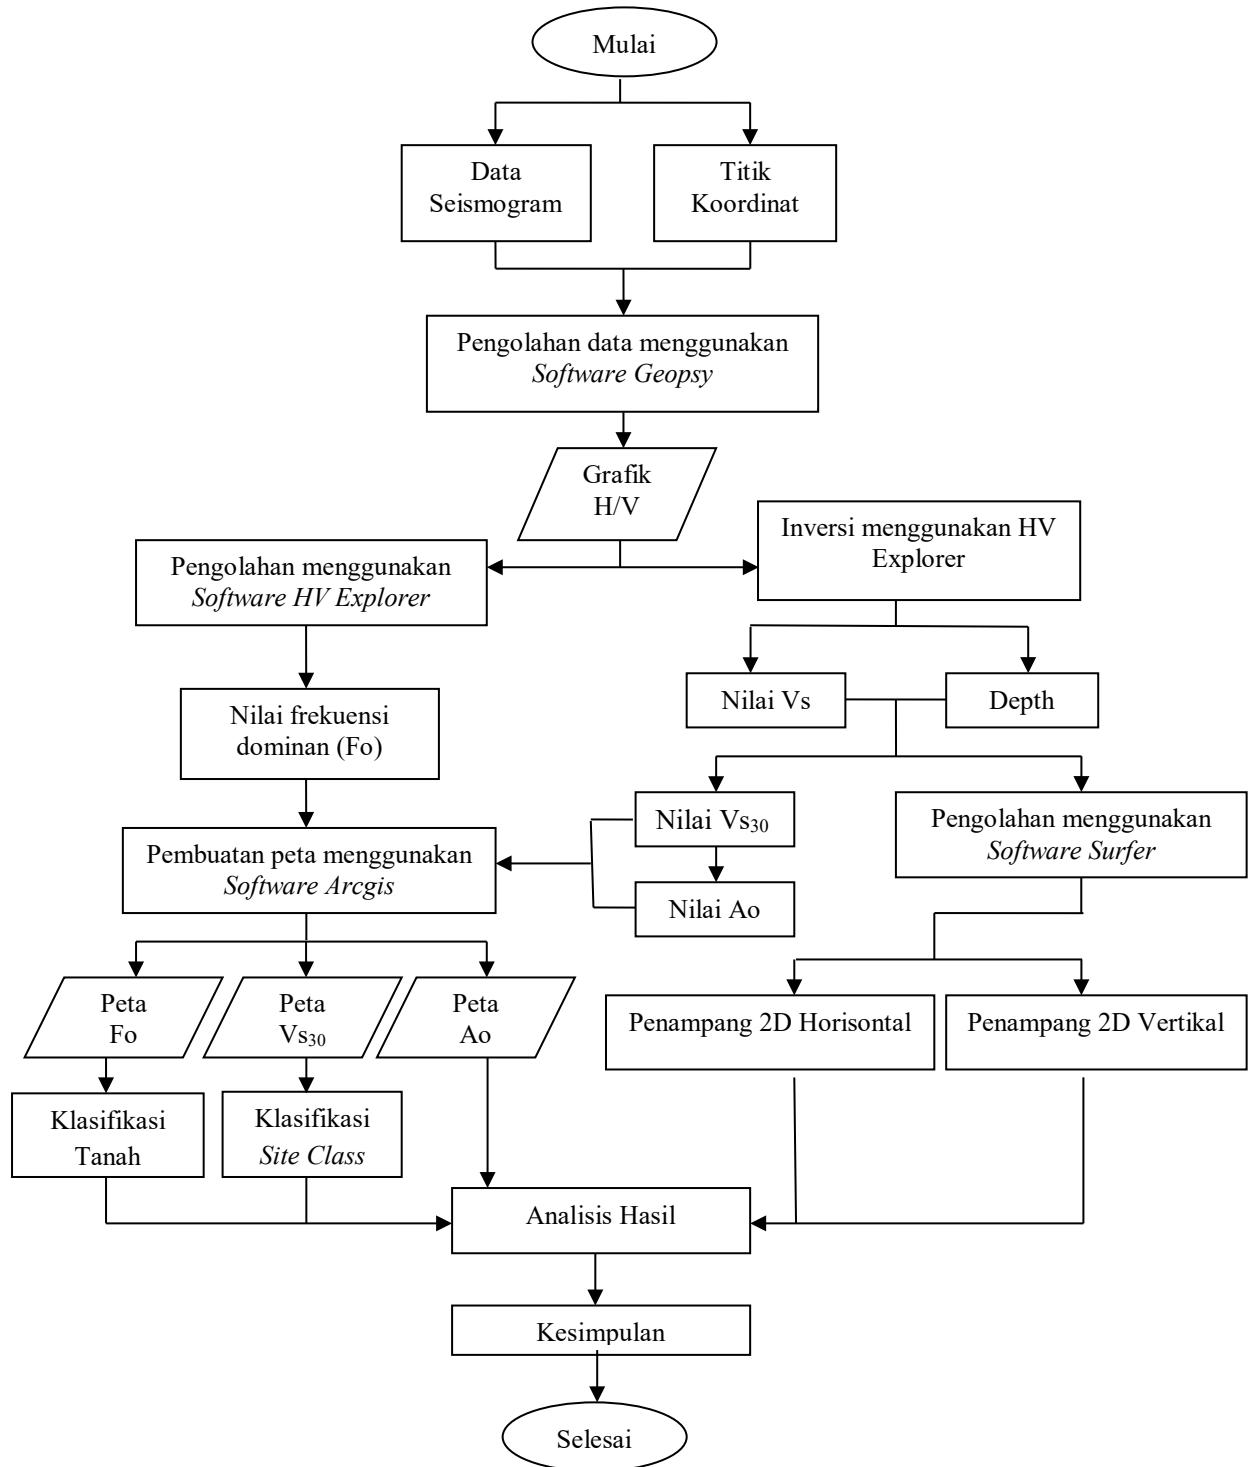 Mulai
Data
Seismogram
Titik
Koordinat
Pengolahan data menggunakan
Software Geopsy
Grafik
H/V
Pengolahan menggunakan
Software HV Explorer
Inversi menggunakan HV
Explorer
Nilai frekuensi
dominan (Fo)
Nilai Vs
Depth
Pembuatan peta menggunakan
Software Arcgis
Nilai Vs30
Nilai Ao
Pengolahan menggunakan
Software Surfer
Peta
Fo
Peta
Vs30
Peta
Ao
Penampang 2D Horisontal
Penampang 2D Vertikal
Klasifikasi
Tanah
Klasifikasi
Site Class
Analisis Hasil
Kesimpulan
Selesai